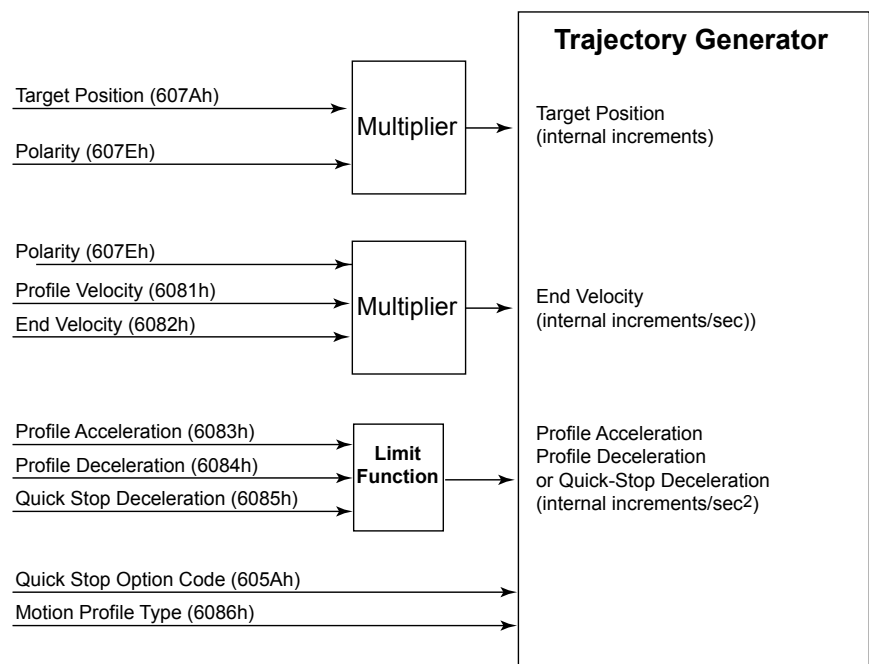 Trajectory Generator
Target Position (607Ah)
Polarity (607Eh)
Multiplier
Target Position
(internal increments)
Polarity (607Eh)
Profile Velocity (6081h)
End Velocity (6082h)
Multiplier
End Velocity
(internal increments/sec))
Profile Acceleration (6083h)
Profile Deceleration (6084h)
Quick Stop Deceleration (6085h)
Limit
Function
Profile Acceleration
Profile Deceleration
or Quick-Stop Deceleration
(internal increments/sec2)
Quick Stop Option Code (605Ah)
Motion Profile Type (6086h)